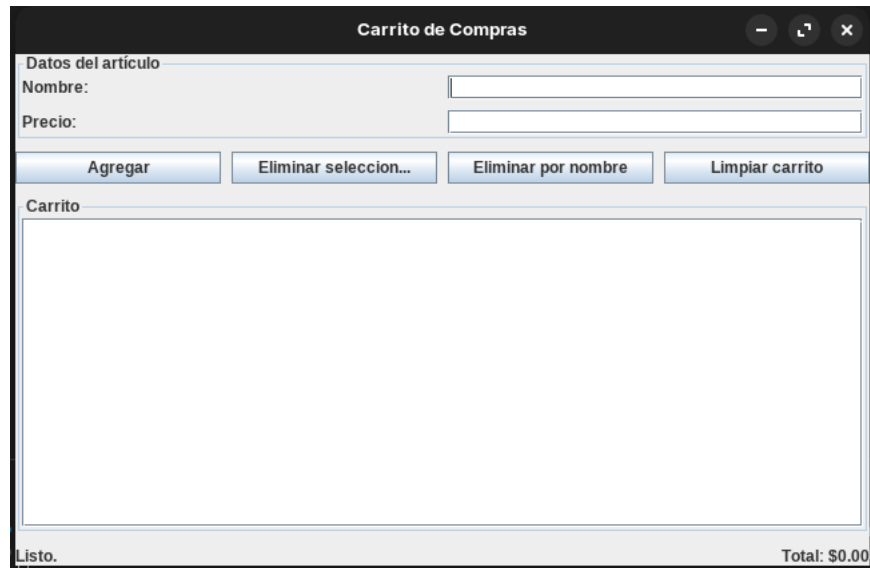 Carrito de Compras
Datos del artículo
Nombre:
Precio:
Agregar Eliminar seleccion... Eliminar por nombre Limpiar carrito
Carrito
Listo. Total: $0.00